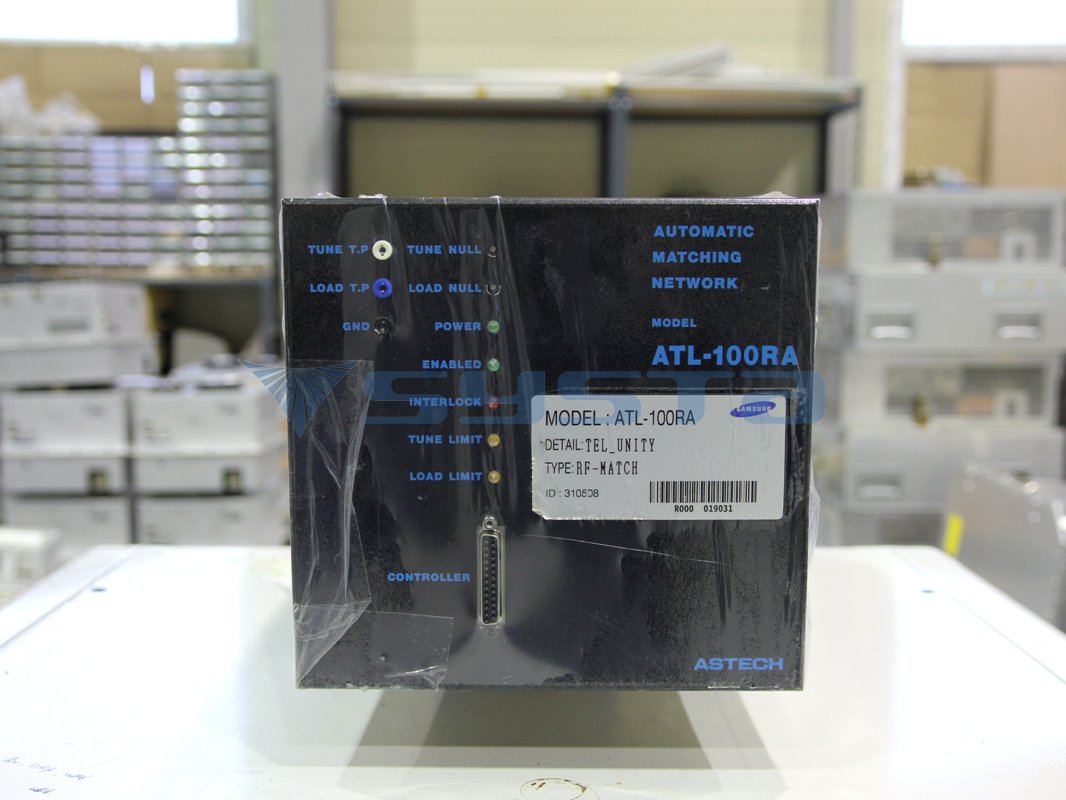 TUNE T.P
TUNE NULL
LOAD T.P
LOAD NULL
GND
POWER
ENABLED
INTERLOCK
TUNE LIMIT
LOAD LIMIT
CONTROLLER
AUTOMATIC
MATCHING
NETWORK
MODEL
ATL-100RA
SAMSUNG
MODEL : ATL-100RA
DETAIL:TEL_UNITY
TYPE:RF-MATCH
ID : 310508
R000 019031
ASTECH